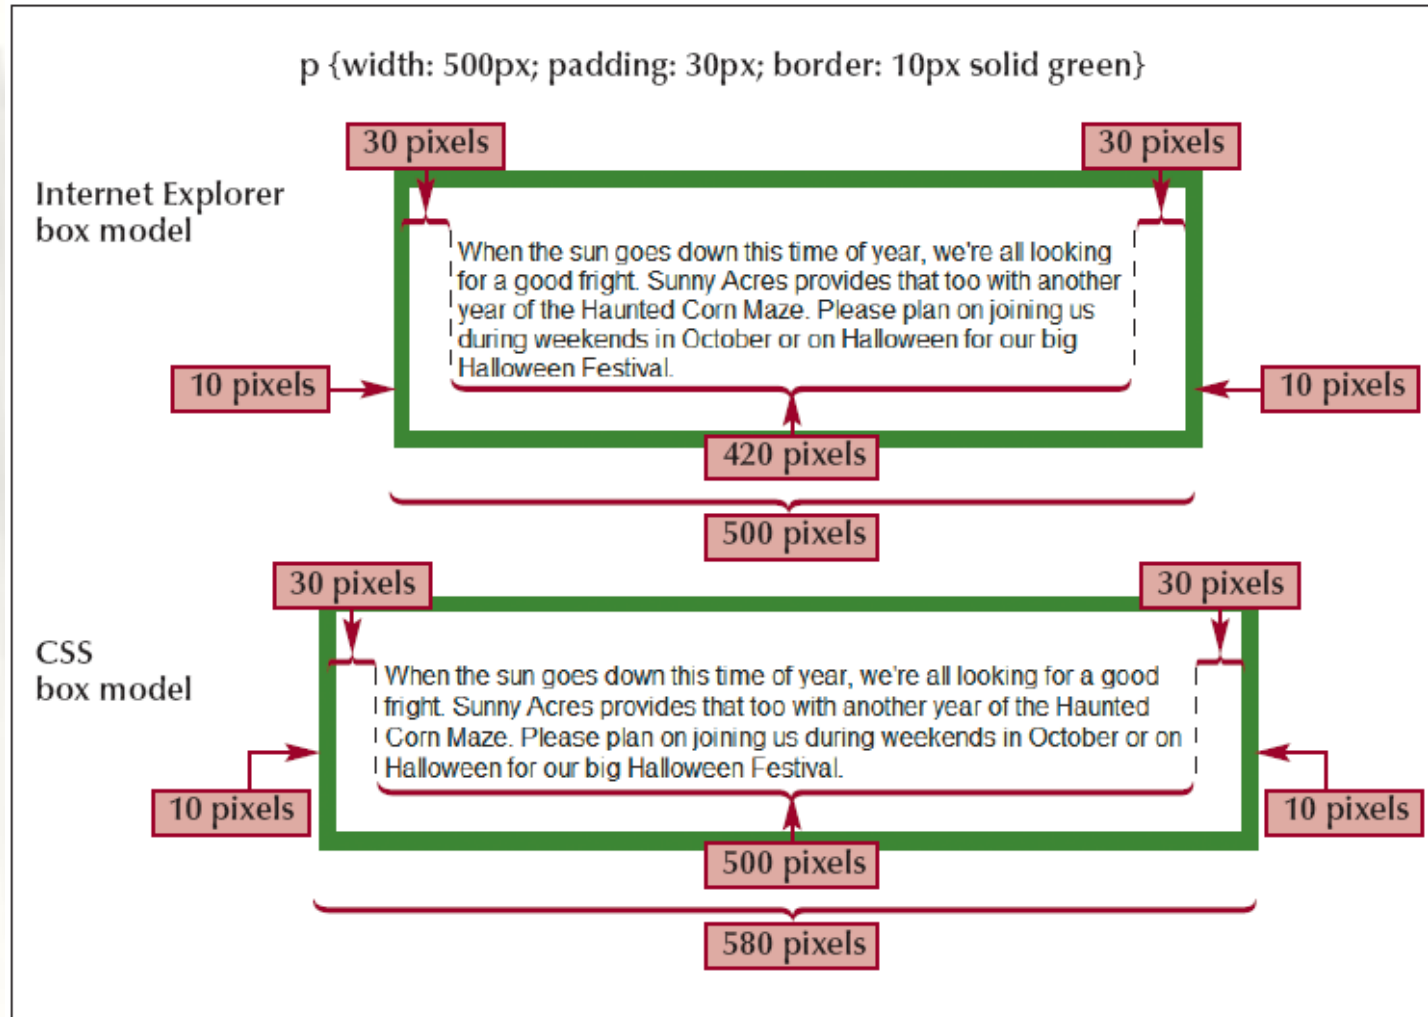 p {width: 500px; padding: 30px; border: 10px solid green}
30 pixels
30 pixels
Internet Explorer
box model
When the sun goes down this time of year, we're all looking
for a good fright. Sunny Acres provides that too with another
year of the Haunted Corn Maze. Please plan on joining us
during weekends in October or on Halloween for our big
Halloween Festival.
10 pixels
10 pixels
420 pixels
500 pixels
30 pixels
30 pixels
CSS
box model
When the sun goes down this time of year, we're all looking for a good
fright. Sunny Acres provides that too with another year of the Haunted
Corn Maze. Please plan on joining us during weekends in October or on
Halloween for our big Halloween Festival.
10 pixels
10 pixels
500 pixels
580 pixels